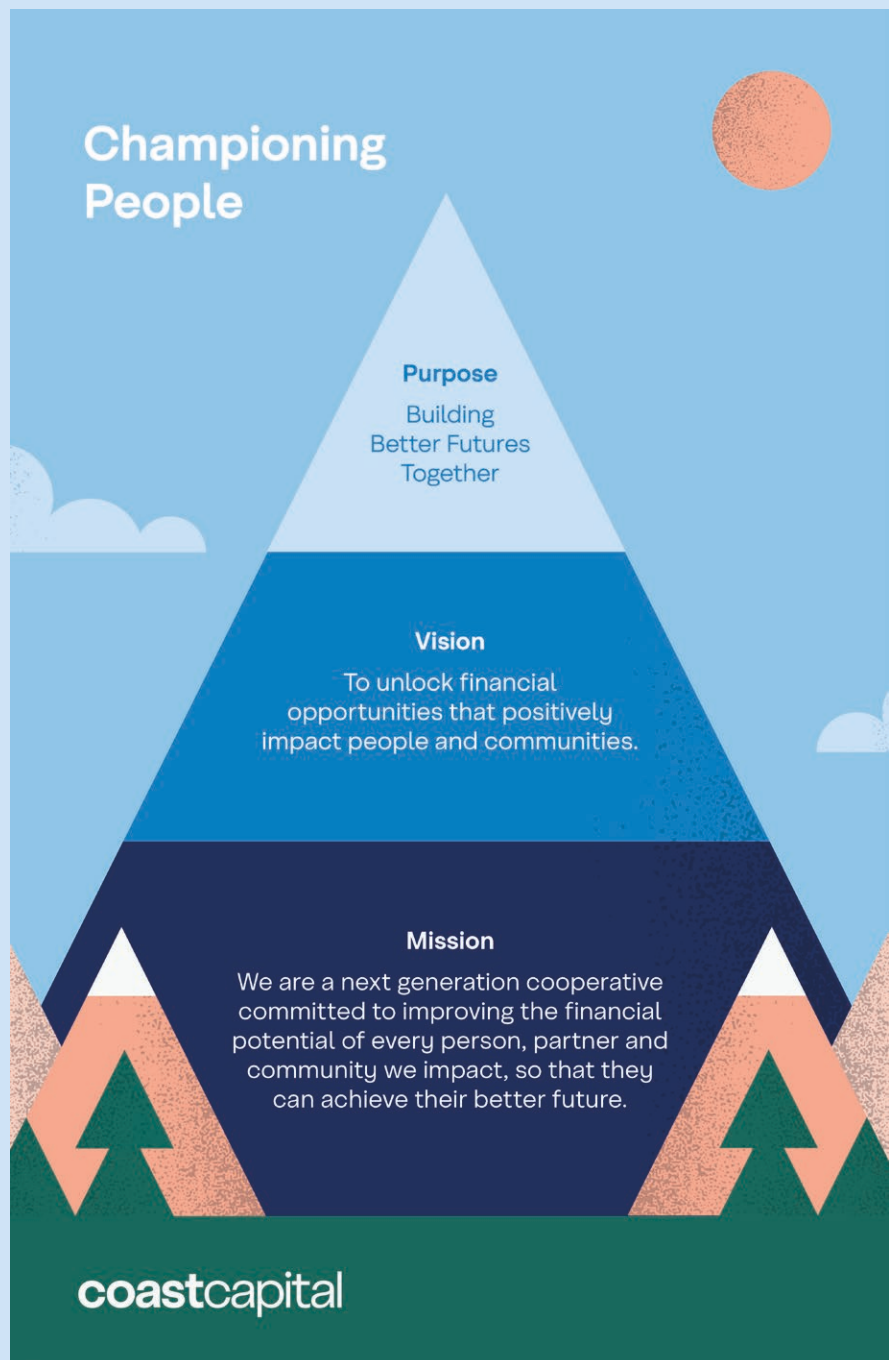 Championing
People
Purpose
Building
Better Futures
Together
Vision
To unlock financial
opportunities that positively
impact people and communities.
Mission
We are a next generation cooperative
committed to improving the financial
potential of every person, partner and
community we impact, so that they
can achieve their better future.
coastcapital